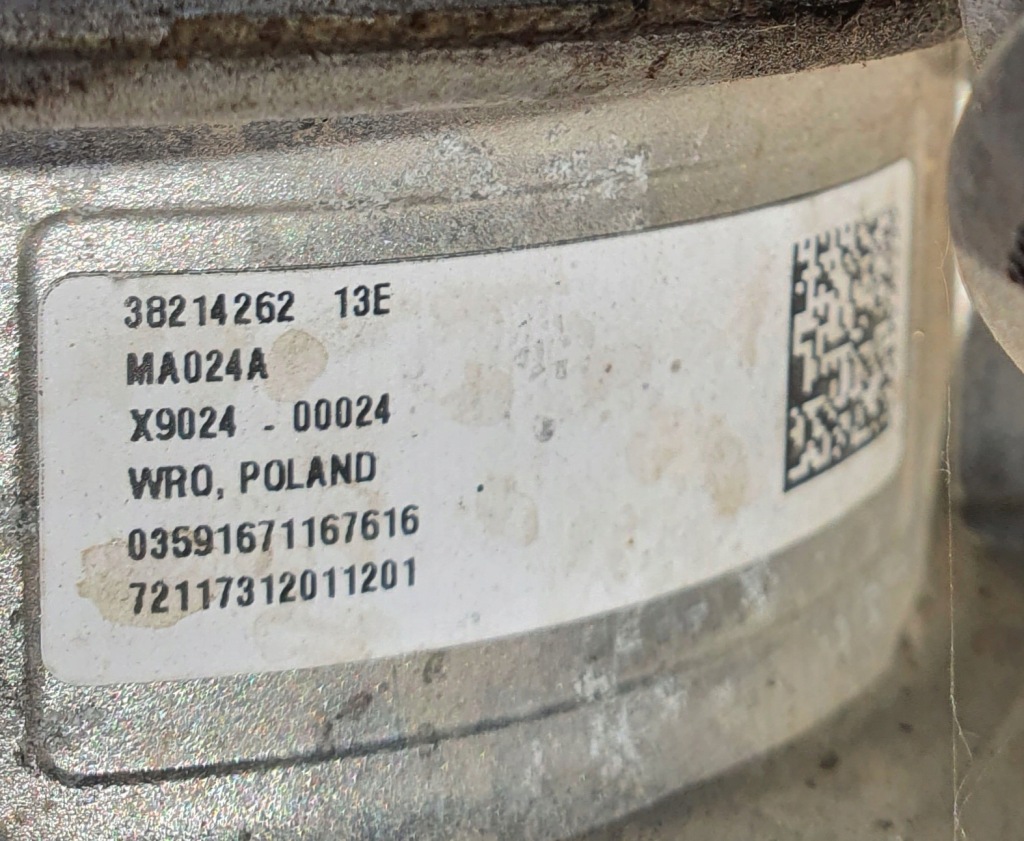 38214262 13E
MA024A
X9024 - 00024
WRO, POLAND
03591671167616
72117312011201